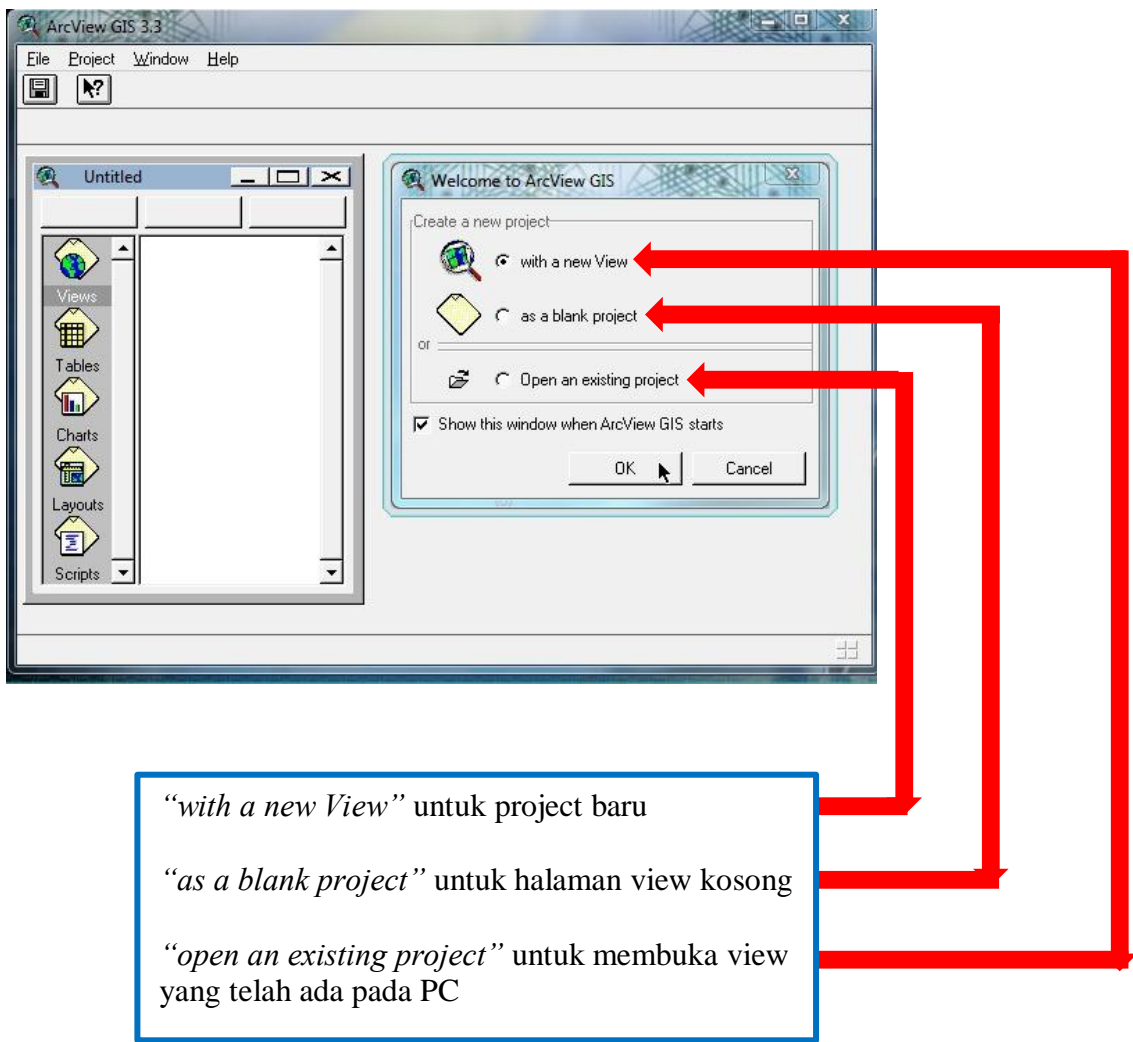 ArcView GIS 3.3
File Project Window Help
Untitled
Views
Tables
Charts
Layouts
Scripts
Welcome to ArcView GIS
Create a new project
with a new View
as a blank project
or
Open an existing project
Show this window when ArcView GIS starts
OK Cancel
“with a new View” untuk project baru
“as a blank project” untuk halaman view kosong
“open an existing project” untuk membuka view
yang telah ada pada PC